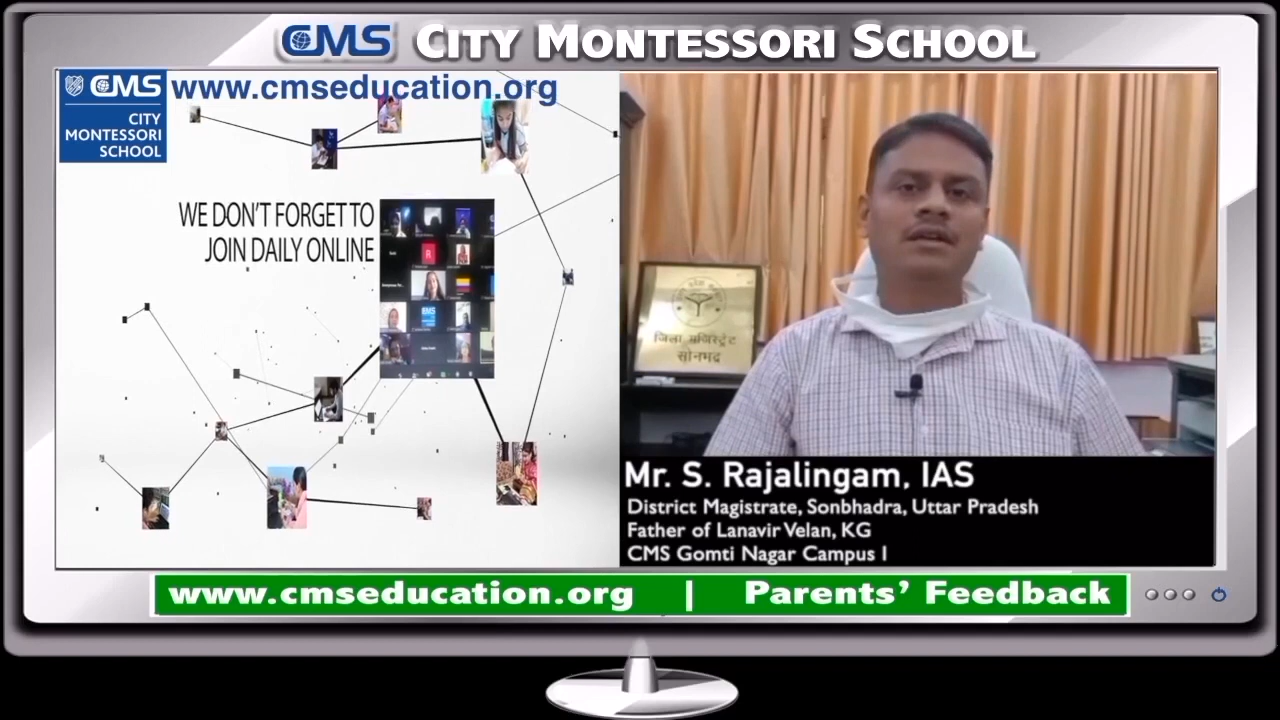 CMS CITY MONTESSORI SCHOOL
CMS
CITY
MONTESSORI
SCHOOL
www.cmseducation.org
WE DON'T FORGET TO
JOIN DAILY ONLINE
R
CMS
जिला मजिस्ट्रेट
सोनभद्र
Mr. S. Rajalingam, IAS
District Magistrate, Sonbhadra, Uttar Pradesh
Father of Lanavir Velan, KG
CMS Gomti Nagar Campus I
www.cmseducation.org | Parents' Feedback